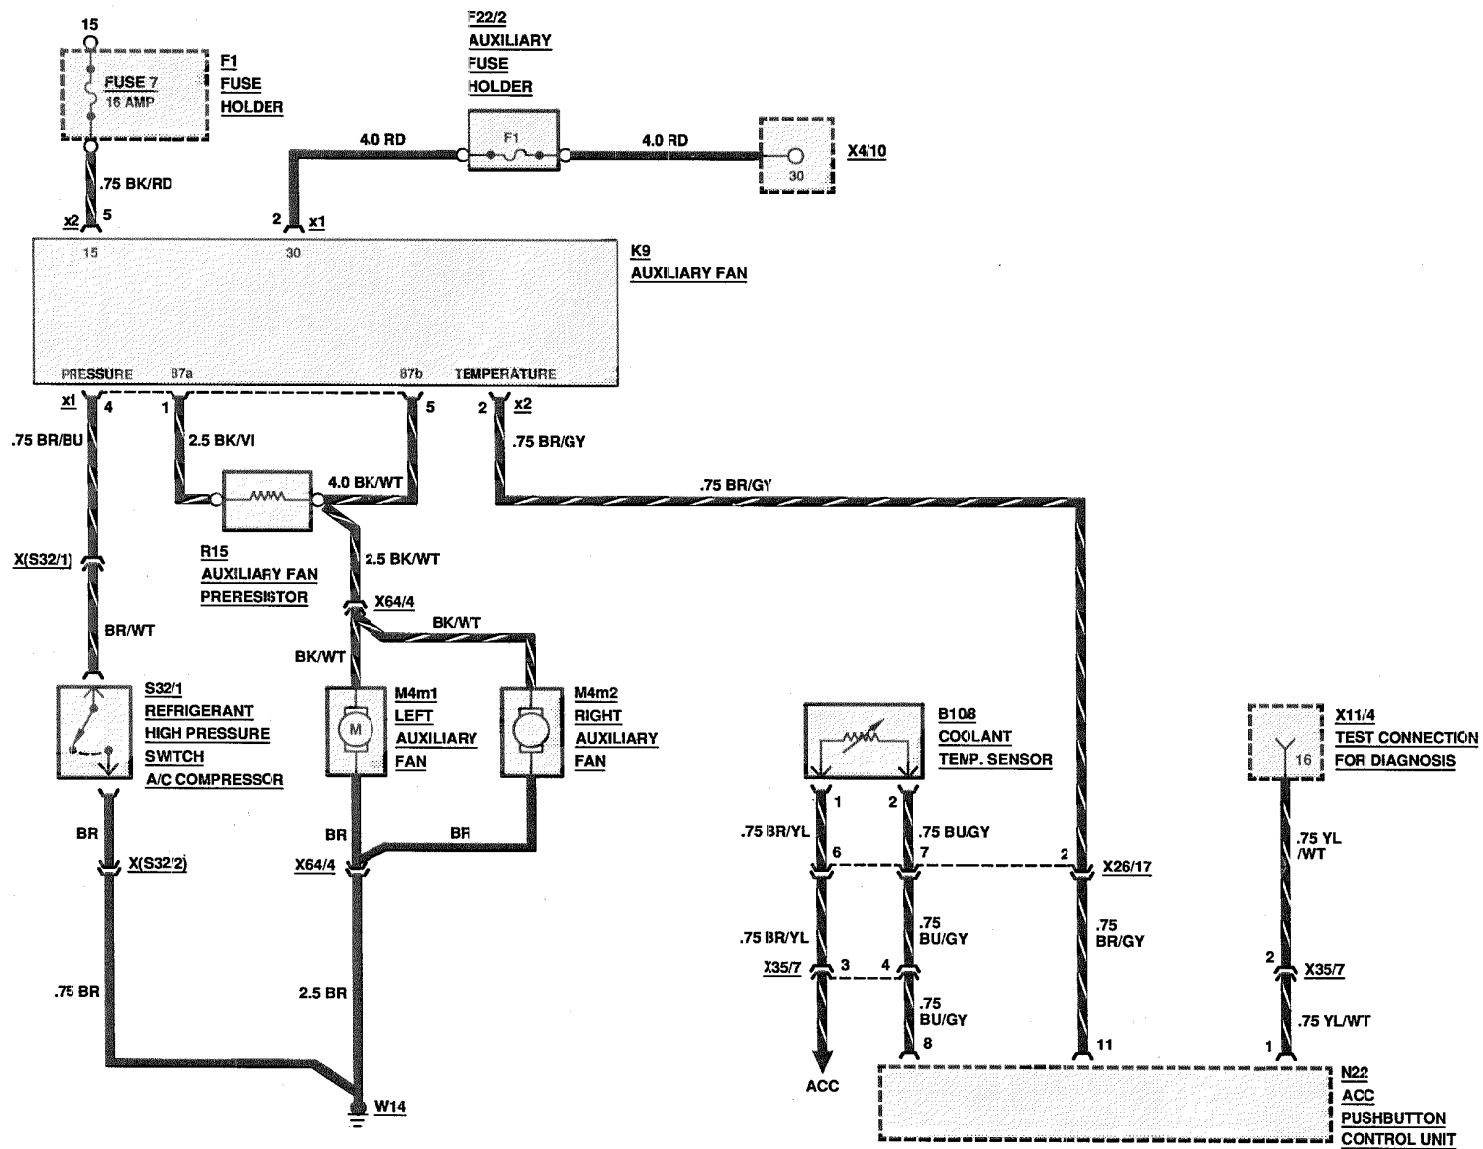 15
FUSE 7
16 AMP
F1
FUSE
HOLDER
F22/2
AUXILIARY
FUSE
HOLDER
4.0 RD
F1
4.0 RD
30
X4/10
.75 BK/RD
x2
5
2
x1
15
30
K9
AUXILIARY FAN
PRESSURE
87a
87b
TEMPERATURE
x1
4
1
5
2
x2
.75 BR/BU
2.5 BK/VI
.75 BR/GY
4.0 BK/WT
.75 BR/GY
X(S32/1)
R15
AUXILIARY FAN
PRERESISTOR
2.5 BK/WT
X64/4
BR/WT
BK/WT
BK/WT
S32/1
REFRIGERANT
HIGH PRESSURE
SWITCH
A/C COMPRESSOR
M
M4m1
LEFT
AUXILIARY
FAN
M4m2
RIGHT
AUXILIARY
FAN
B108
COOLANT
TEMP. SENSOR
16
X11/4
TEST CONNECTION
FOR DIAGNOSIS
1
2
BR
BR
BR
.75 BR/YL
.75 BU/GY
.75 YL
/WT
6
7
2
X26/17
X(S32/2)
X64/4
.75 BR/YL
.75
BU/GY
.75
BR/GY
X35/7
3
4
2
X35/7
.75 BR
2.5 BR
.75
BU/GY
.75 YL/WT
8
11
1
ACC
W14
N22
ACC
PUSHBUTTON
CONTROL UNIT